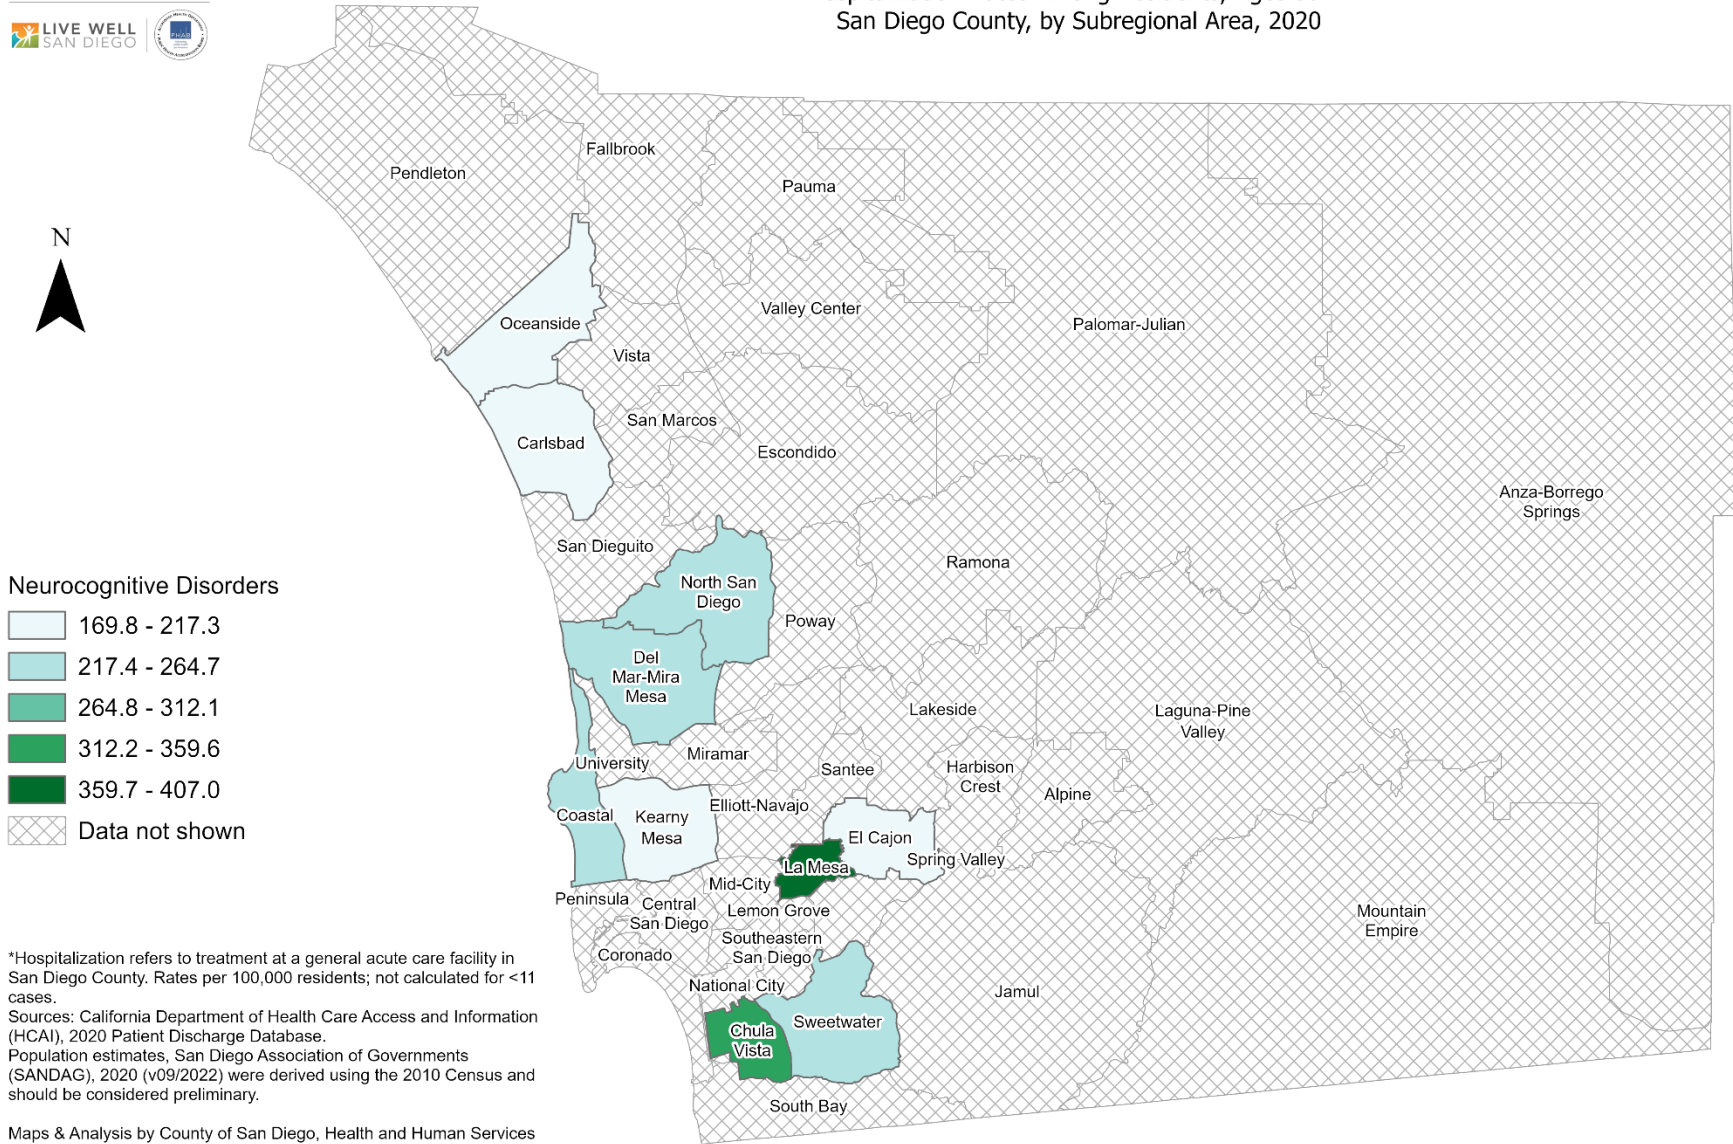 LIVE WELL
SAN DIEGO
PHAB
San Diego County, by Subregional Area, 2020
N
Fallbrook
Pendleton
Pauma
Oceanside
Valley Center
Palomar-Julian
Vista
San Marcos
Carlsbad
Escondido
Anza-Borrego
Springs
San Dieguito
Ramona
North San
Diego
Poway
Del
Mar-Mira
Mesa
Lakeside
Laguna-Pine
Valley
Miramar
University
Santee
Harbison
Crest
Alpine
Elliott-Navajo
Coastal
Kearny
Mesa
El Cajon
Spring Valley
La Mesa
Mid-City
Peninsula
Central
San Diego
Lemon Grove
Mountain
Empire
Southeastern
San Diego
Coronado
National City
Jamul
Sweetwater
Chula
Vista
South Bay
Neurocognitive Disorders
169.8 - 217.3
217.4 - 264.7
264.8 - 312.1
312.2 - 359.6
359.7 - 407.0
Data not shown
*Hospitalization refers to treatment at a general acute care facility in
San Diego County. Rates per 100,000 residents; not calculated for <11
cases.
Sources: California Department of Health Care Access and Information
(HCAI), 2020 Patient Discharge Database.
Population estimates, San Diego Association of Governments
(SANDAG), 2020 (v09/2022) were derived using the 2010 Census and
should be considered preliminary.
Maps & Analysis by County of San Diego, Health and Human Services